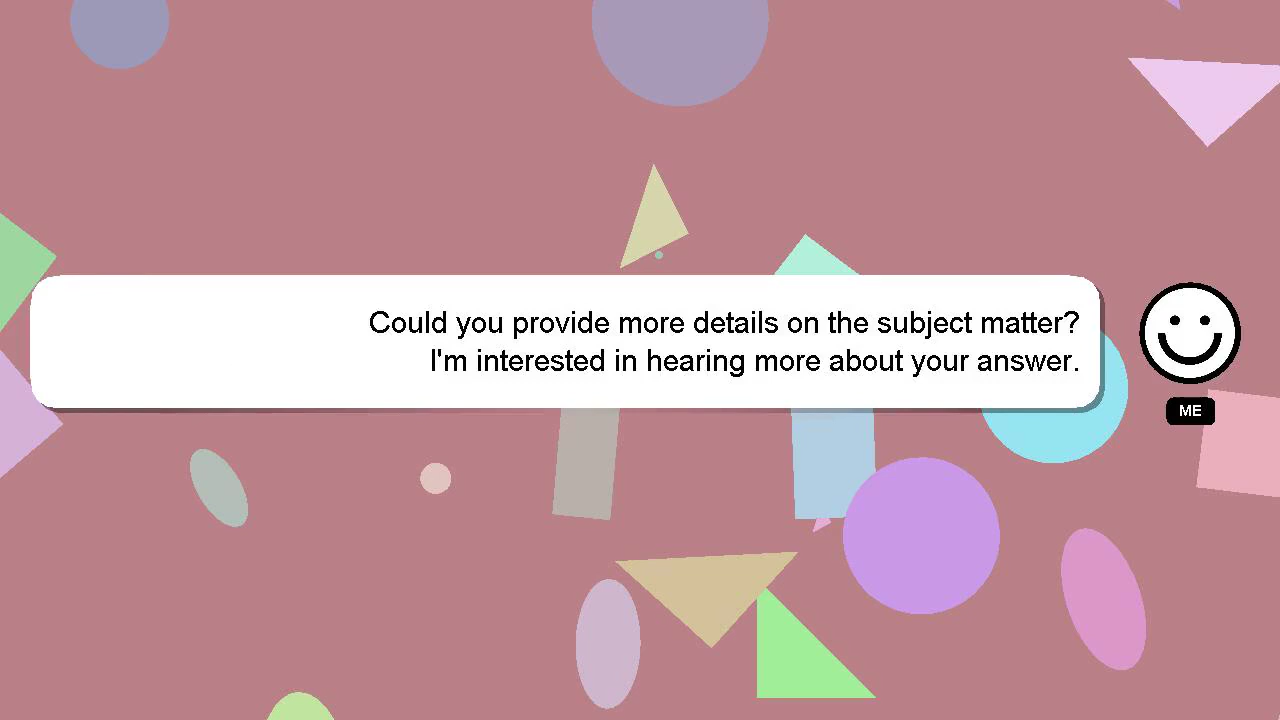 Could you provide more details on the subject matter?
I'm interested in hearing more about your answer.
ME